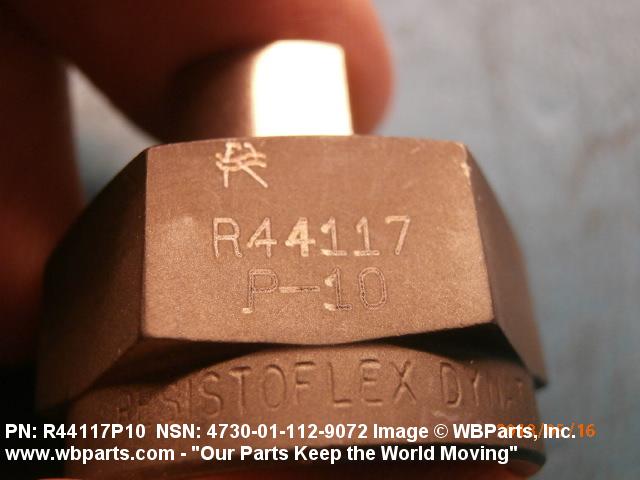 R44117
P-10
RESISTOFLEX
PN: R44117P10 NSN: 4730-01-112-9072 Image © WBParts, Inc.
www.wbparts.com - "Our Parts Keep the World Moving"